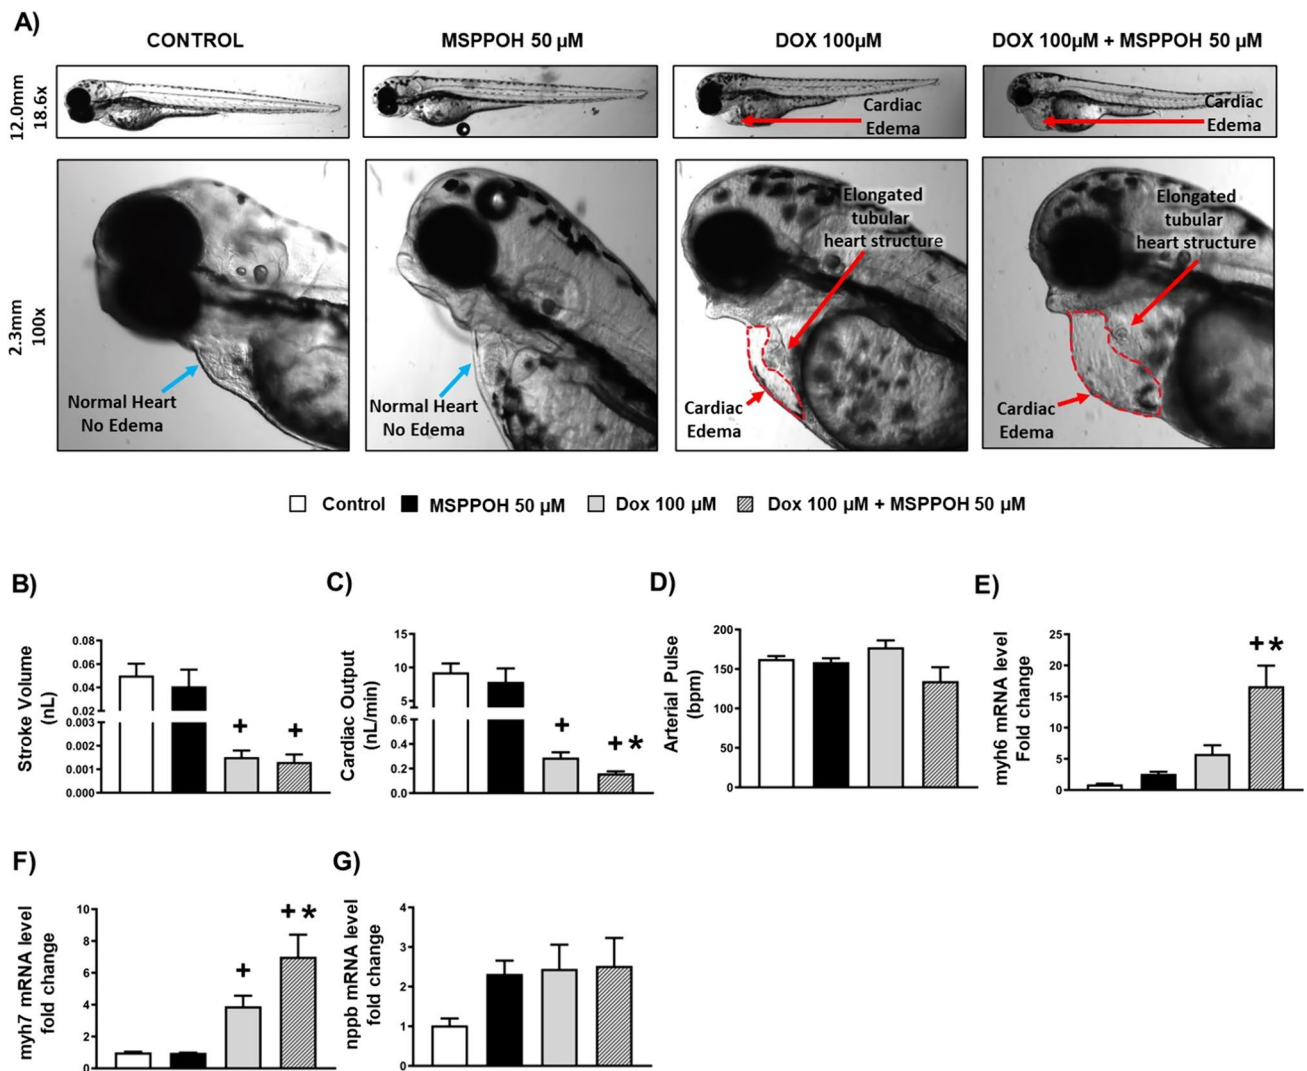 A)
CONTROL
MSPPOH 50 µM
DOX 100µM
DOX 100µM + MSPPOH 50 µM
12.0mm
18.6x
Cardiac
Edema
Cardiac
Edema
2.3mm
100x
Normal Heart
No Edema
Normal Heart
No Edema
Elongated
tubular
heart structure
Cardiac
Edema
Elongated
tubular
heart structure
Cardiac
Edema
Control
MSPPOH 50 µM
Dox 100 µM
Dox 100 µM + MSPPOH 50 µM
B)
Stroke Volume
(nL)
0.08
0.06
0.04
0.02
0.003
0.002
0.001
0.000
+
+
C)
Cardiac Output
(nL/min)
15
10
5
0.6
0.4
0.2
0.0
+
+*
D)
Arterial Pulse
(bpm)
200
150
100
50
0
E)
myh6 mRNA level
Fold change
25
20
15
10
5
0
+*
F)
myh7 mRNA level
fold change
10
8
6
4
2
0
+
+*
G)
nppb mRNA level
fold change
4
3
2
1
0